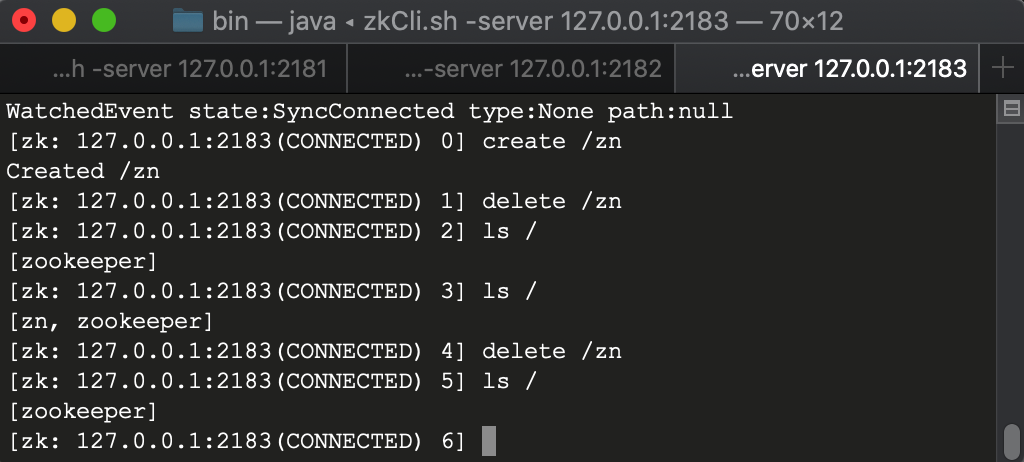 bin — java ◂ zkCli.sh -server 127.0.0.1:2183 — 70×12
...h -server 127.0.0.1:2181
...-server 127.0.0.1:2182
...erver 127.0.0.1:2183
WatchedEvent state:SyncConnected type:None path:null
[zk: 127.0.0.1:2183(CONNECTED) 0] create /zn
Created /zn
[zk: 127.0.0.1:2183(CONNECTED) 1] delete /zn
[zk: 127.0.0.1:2183(CONNECTED) 2] ls /
[zookeeper]
[zk: 127.0.0.1:2183(CONNECTED) 3] ls /
[zn, zookeeper]
[zk: 127.0.0.1:2183(CONNECTED) 4] delete /zn
[zk: 127.0.0.1:2183(CONNECTED) 5] ls /
[zookeeper]
[zk: 127.0.0.1:2183(CONNECTED) 6]